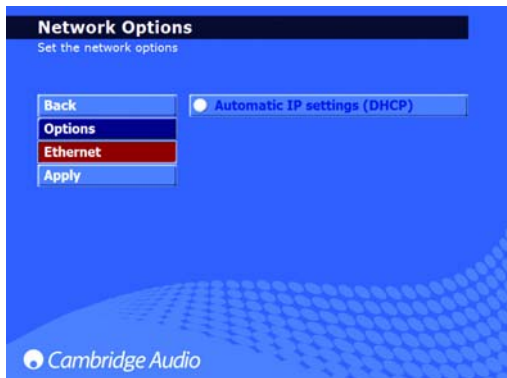 Network Options
Set the network options
Back
Automatic IP settings (DHCP)
Options
Ethernet
Apply
Cambridge Audio